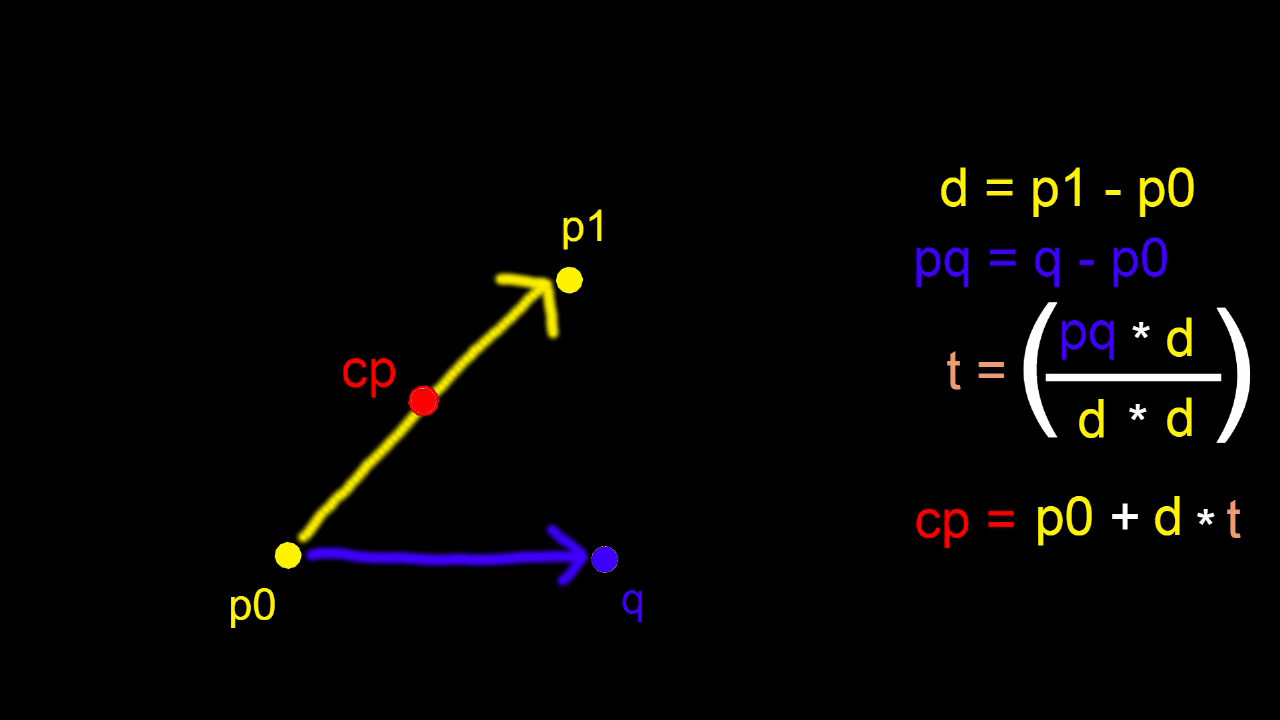 p1
cp
p0
q
d = p1 - p0
pq = q - p0
t = ( pq * d
d * d )
cp = p0 + d * t